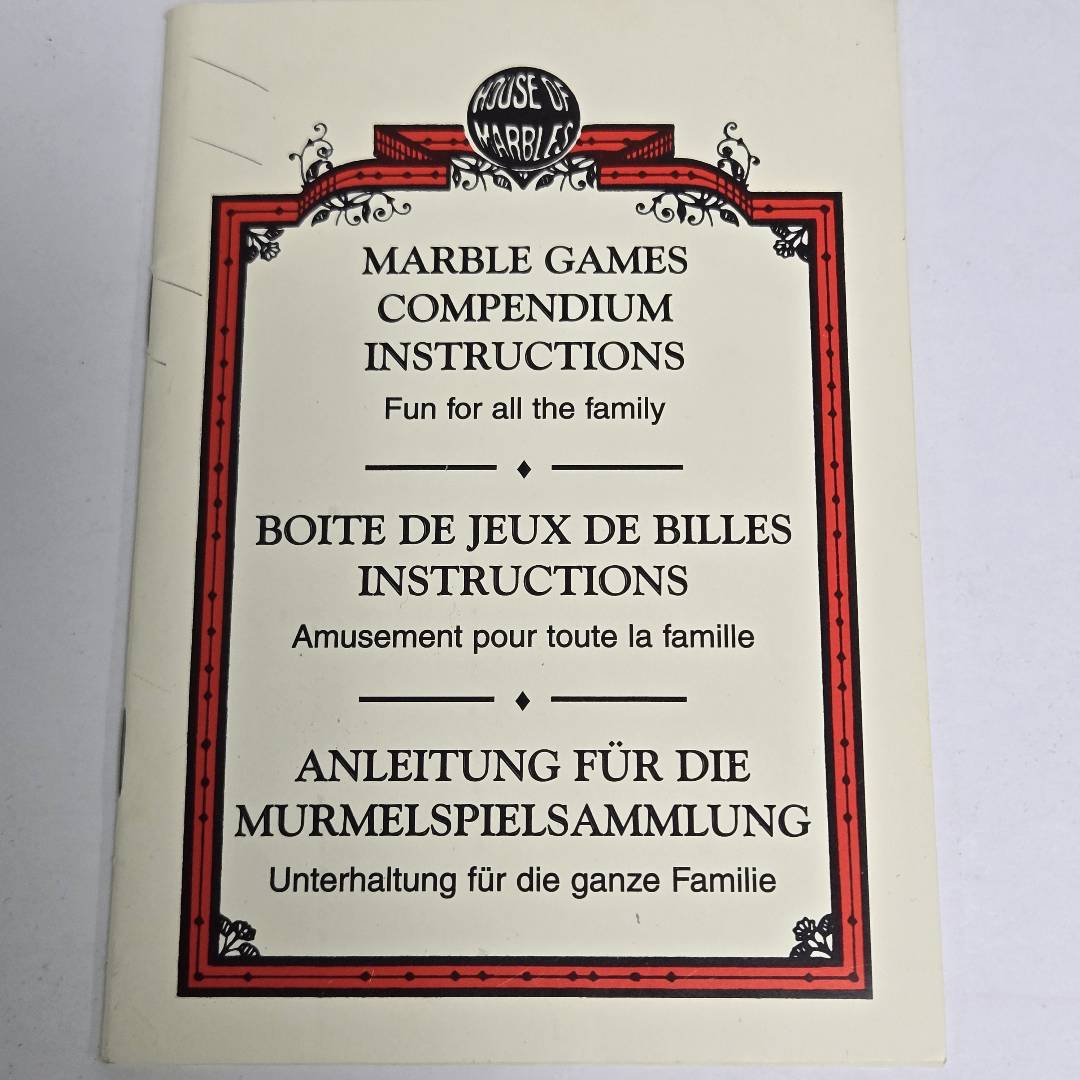 HOUSE OF
MARBLES
MARBLE GAMES
COMPENDIUM
INSTRUCTIONS
Fun for all the family
BOITE DE JEUX DE BILLES
INSTRUCTIONS
Amusement pour toute la famille
ANLEITUNG FÜR DIE
MURMELSPIELSAMMLUNG
Unterhaltung für die ganze Familie